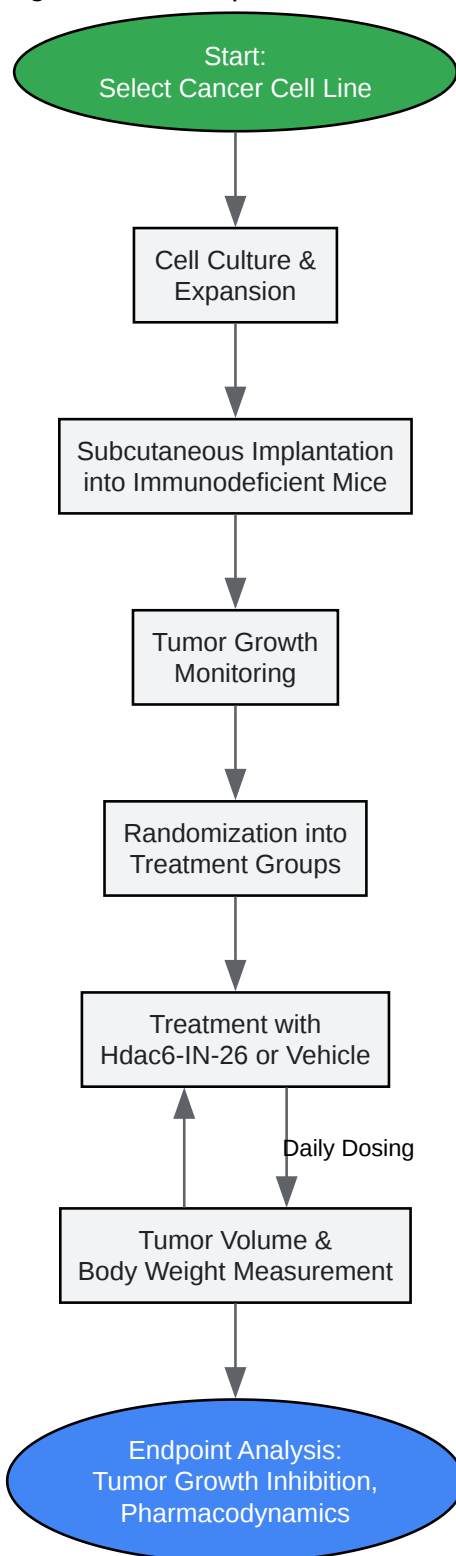 Start:
Select Cancer Cell Line
Cell Culture &
Expansion
Subcutaneous Implantation
into Immunodeficient Mice
Tumor Growth
Monitoring
Randomization into
Treatment Groups
Treatment with
Hdac6-IN-26 or Vehicle
Daily Dosing
Tumor Volume &
Body Weight Measurement
Endpoint Analysis:
Tumor Growth Inhibition,
Pharmacodynamics